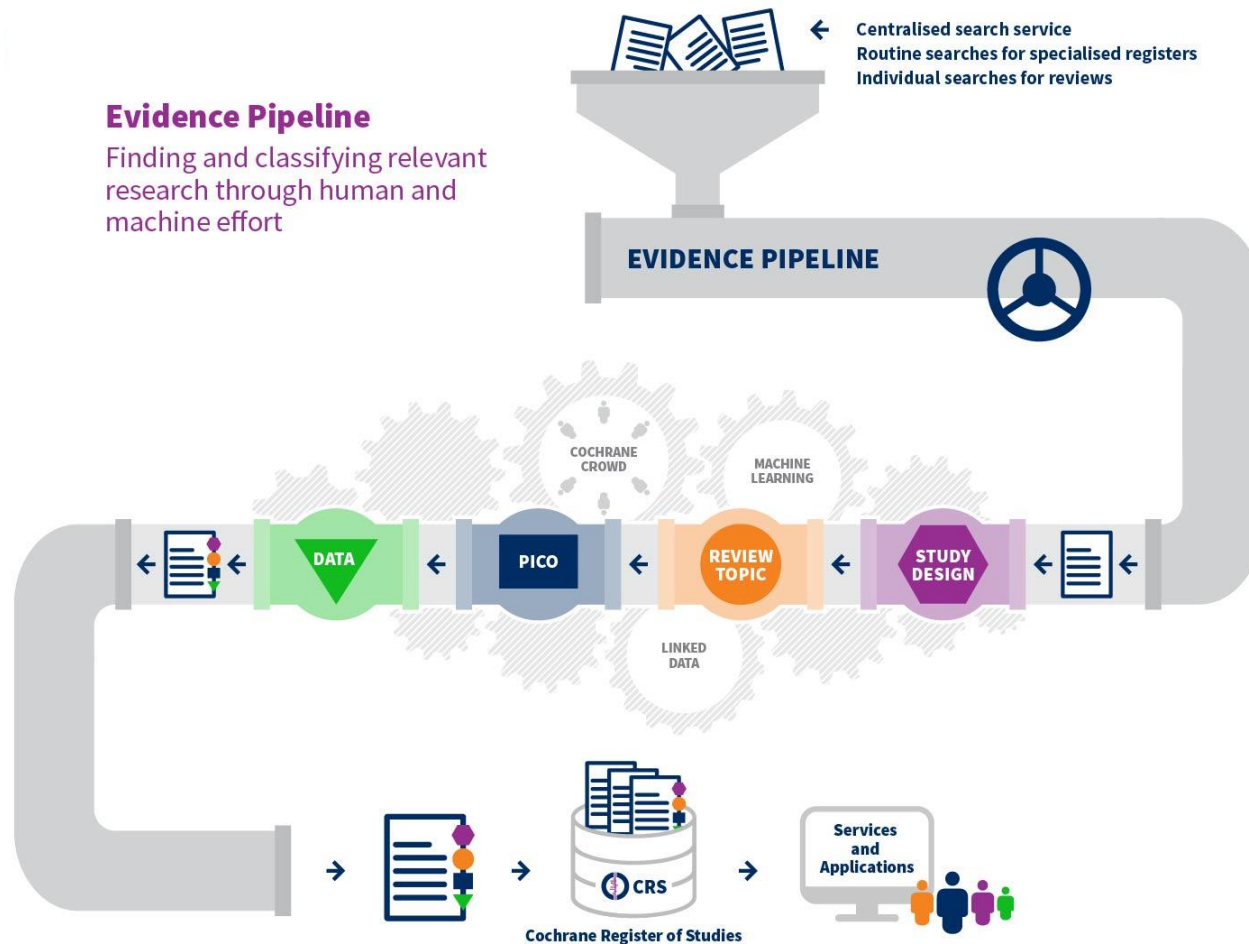 Centralised search service
Routine searches for specialised registers
Individual searches for reviews
Evidence Pipeline
Finding and classifying relevant
research through human and
machine effort
EVIDENCE PIPELINE
COCHRANE
CROWD
MACHINE
LEARNING
DATA
PICO
REVIEW
TOPIC
STUDY
DESIGN
LINKED
DATA
Services
and
Applications
CRS
Cochrane Register of Studies